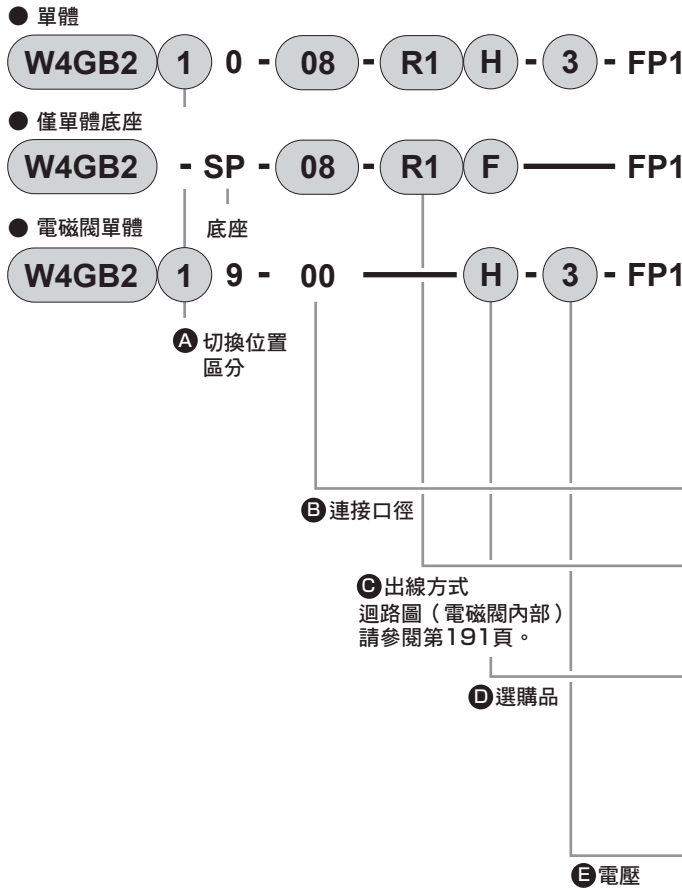 ● 單體
W4GB2 1 0 - 08 - R1 H - 3 - FP1
● 僅單體底座
W4GB2 - SP - 08 - R1 F — FP1
● 電磁閥單體
底座
W4GB2 1 9 - 00 — H - 3 - FP1
A 切換位置
區分
B 連接口徑
C 出線方式
迴路圖（電磁閥內部）
請參閱第191頁。
D 選購品
E 電壓